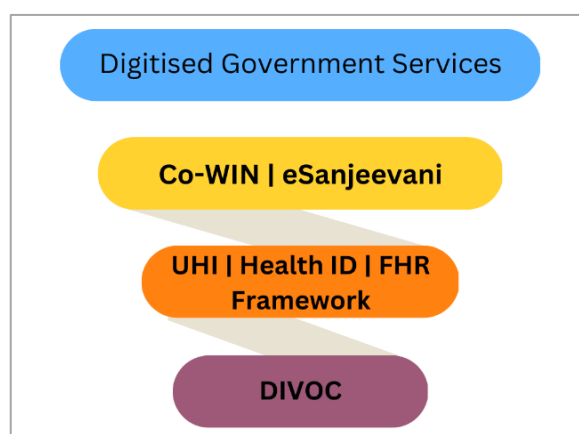 Digitised Government Services
Co-WIN | eSanjeevani
UHI | Health ID | FHR
Framework
DIVOC